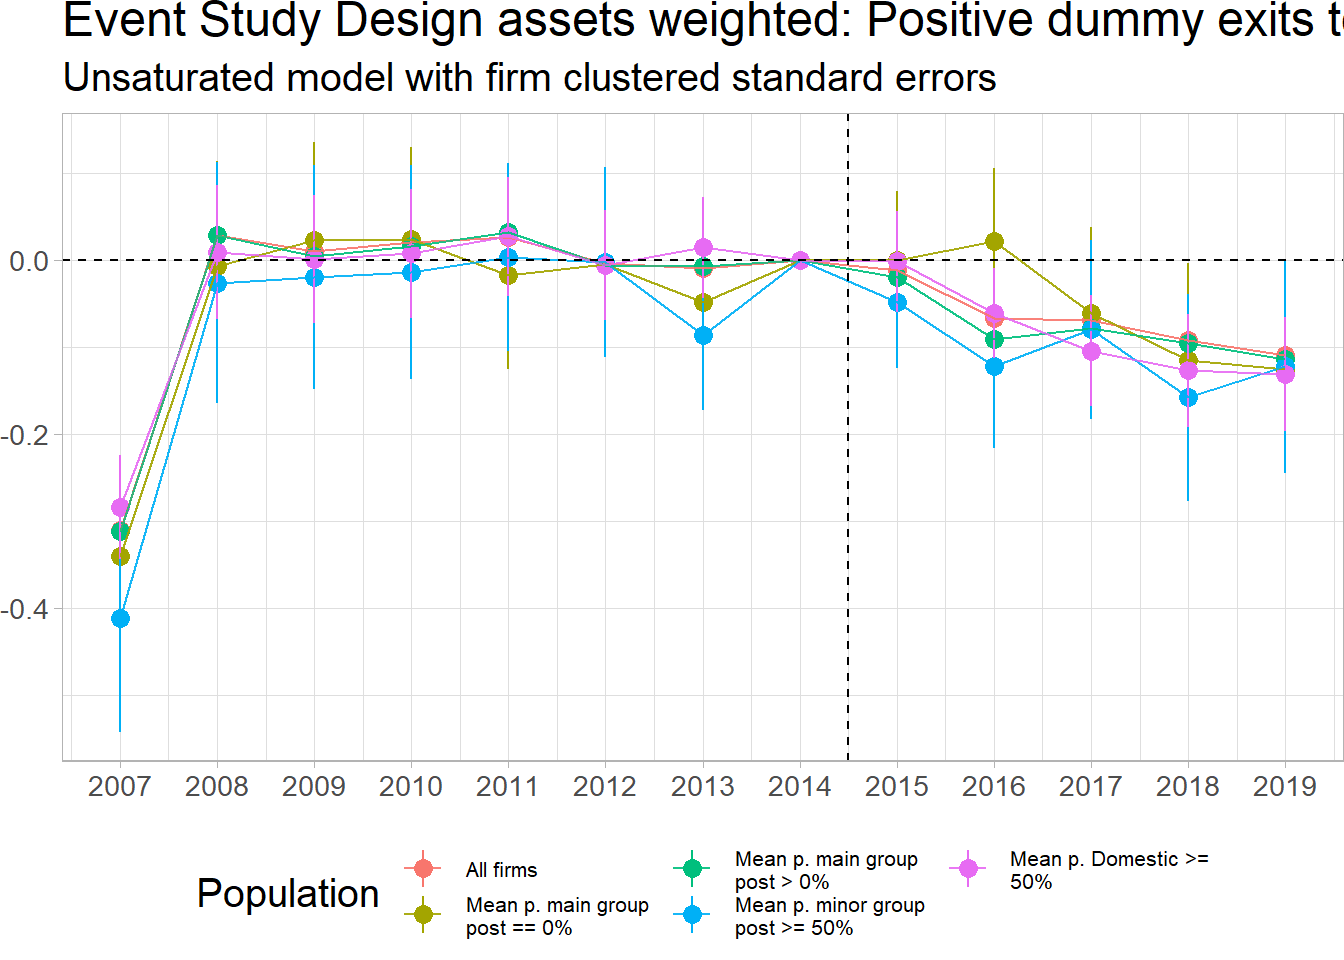 Event Study Design assets weighted: Positive dummy exits
Unsaturated model with firm clustered standard errors
0.0
-0.2
-0.4
2007 2008 2009 2010 2011 2012 2013 2014 2015 2016 2017 2018 2019
Population
All firms
Mean p. main group
post == 0%
Mean p. main group
post > 0%
Mean p. minor group
post >= 50%
Mean p. Domestic >=
50%